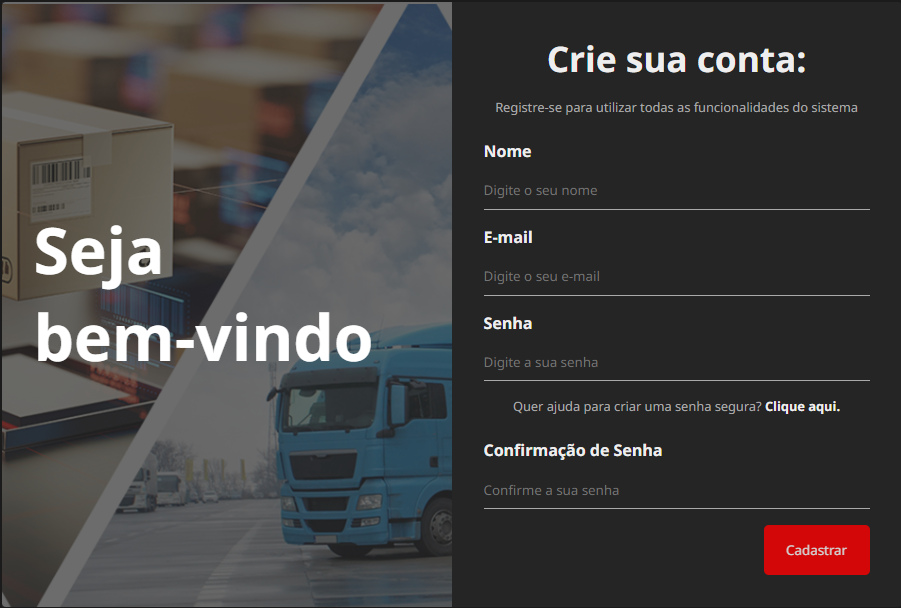 Seja
bem-vindo
Crie sua conta:
Registre-se para utilizar todas as funcionalidades do sistema
Nome
Digite o seu nome
E-mail
Digite o seu e-mail
Senha
Digite a sua senha
Quer ajuda para criar uma senha segura? Clique aqui.
Confirmação de Senha
Confirme a sua senha
Cadastrar